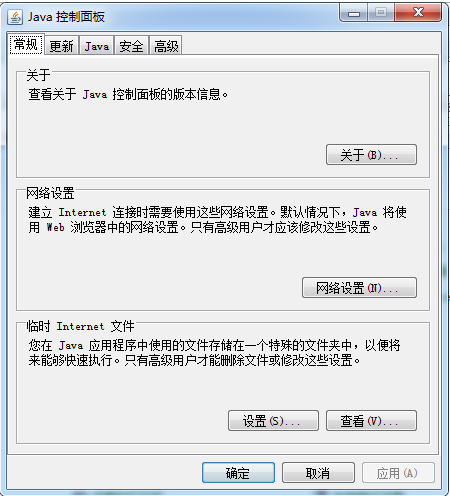 Java 控制面板
常规 更新 Java 安全 高级
关于
查看关于 Java 控制面板的版本信息。
关于(B)...
网络设置
建立 Internet 连接时需要使用这些网络设置。默认情况下，Java 将使
用 Web 浏览器中的网络设置。只有高级用户才应该修改这些设置。
网络设置(N)...
临时 Internet 文件
您在 Java 应用程序中使用的文件存储在一个特殊的文件夹中，以便将
来能够快速执行。只有高级用户才能删除文件或修改这些设置。
设置(S)... 查看(V)...
确定 取消 应用(A)